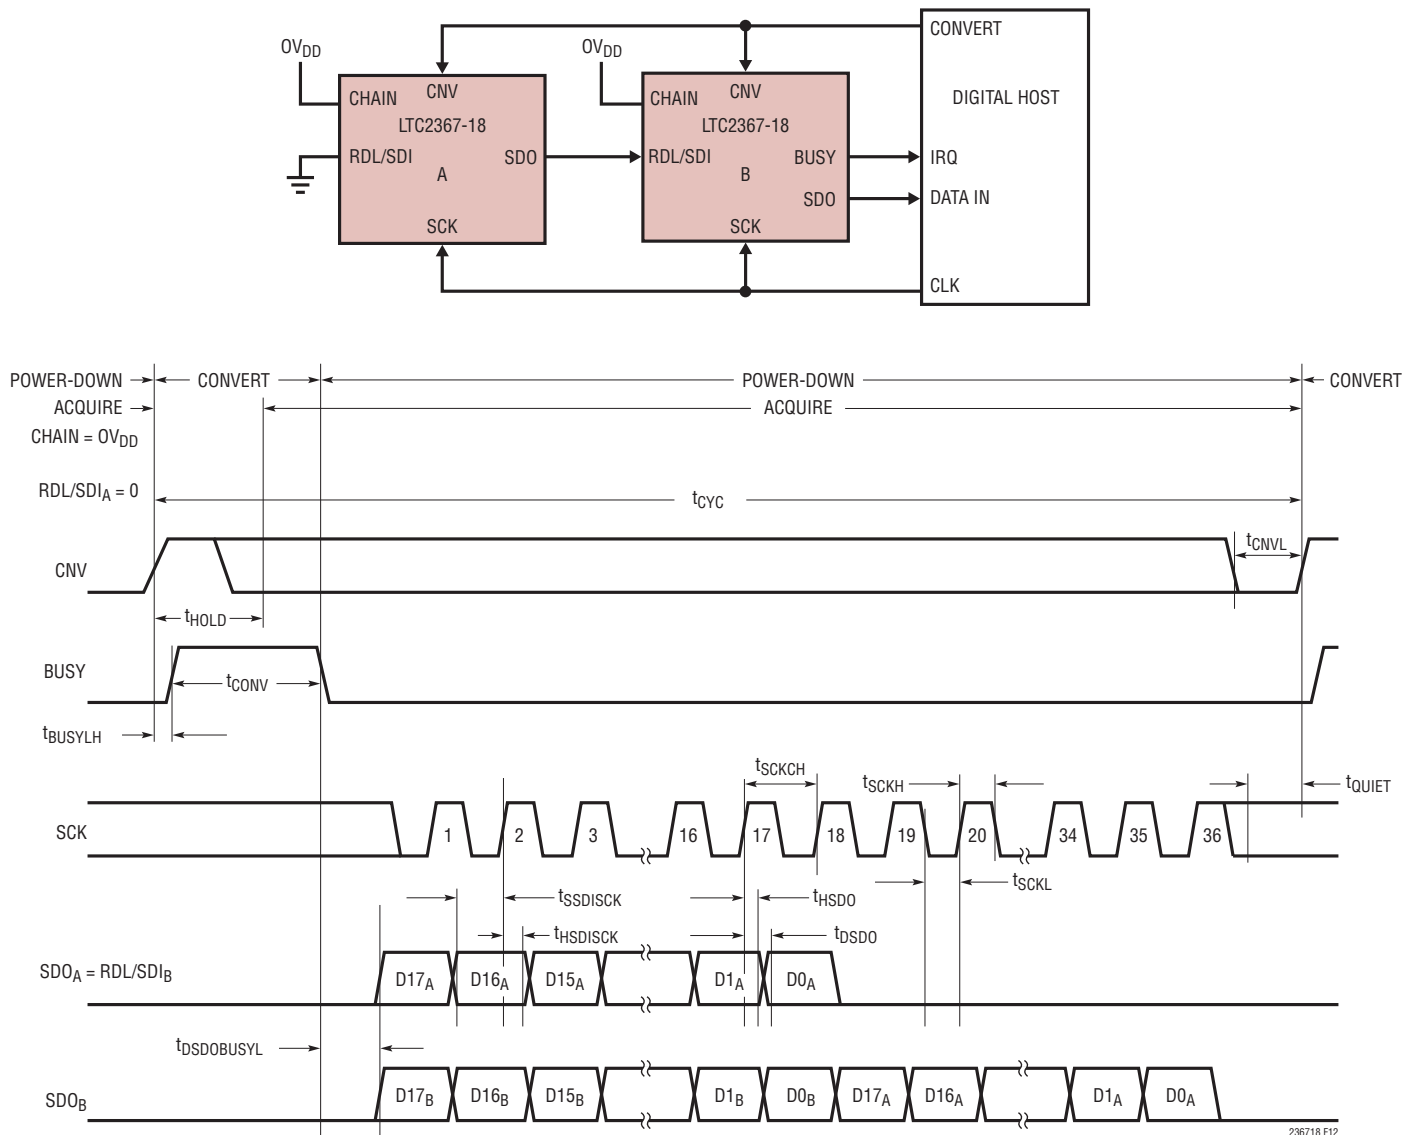 CONVERT
OVDD
OVDD
CNV
CNV
CHAIN
CHAIN
DIGITAL HOST
LTC2367-18
LTC2367-18
RDL/SDI
SDO
RDL/SDI
BUSY
IRQ
A
B
SDO
DATA IN
SCK
SCK
CLK
POWER-DOWN
CONVERT
POWER-DOWN
CONVERT
ACQUIRE
ACQUIRE
CHAIN = OVDD
RDL/SDIA = 0
tCYC
tCNVL
CNV
tHOLD
BUSY
tCONV
tBUSYLH
tSCKCH
tSCKH
tQUIET
SCK
1 2 3 16 17 18 19 20 34 35 36
tSSDISCK
tHSDO
tSCKL
tHSDISCK
tDSDO
SDOA = RDL/SDIB
D17A D16A D15A D1A D0A
tDSDOBUSYL
SDOB
D17B D16B D15B D1B D0B D17A D16A D1A D0A
236718 F12